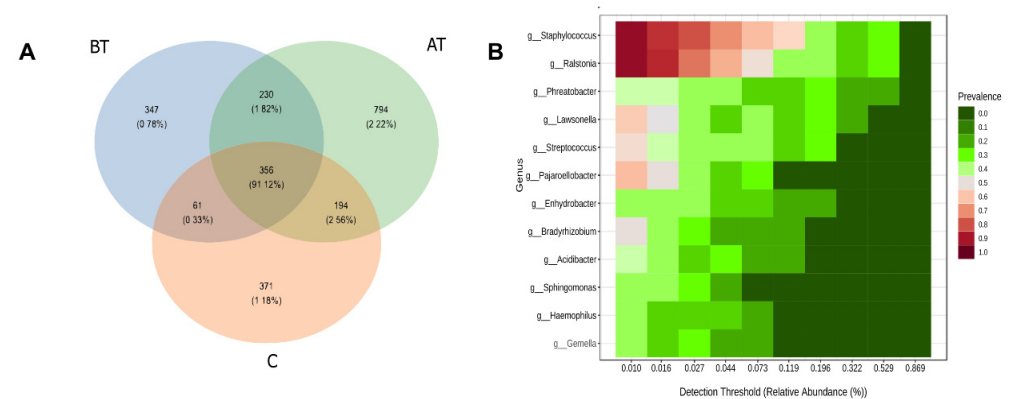 A
BT
AT
347
(0 78%)
230
(1 82%)
794
(2 22%)
356
(91 12%)
61
(0 33%)
194
(2 56%)
371
(1 18%)
C
B
Genus
g__Staphylococcus
g__Ralstonia
g__Phreatobacter
g__Lawsonella
g__Streptococcus
g__Pajaroellobacter
g__Enhydrobacter
g__Bradyrhizobium
g__Acidibacter
g__Sphingomonas
g__Haemophilus
g__Gemella
0.010 0.016 0.027 0.044 0.073 0.119 0.196 0.322 0.529 0.869
Detection Threshold (Relative Abundance (%))
Prevalence
0.0
0.1
0.2
0.3
0.4
0.5
0.6
0.7
0.8
0.9
1.0